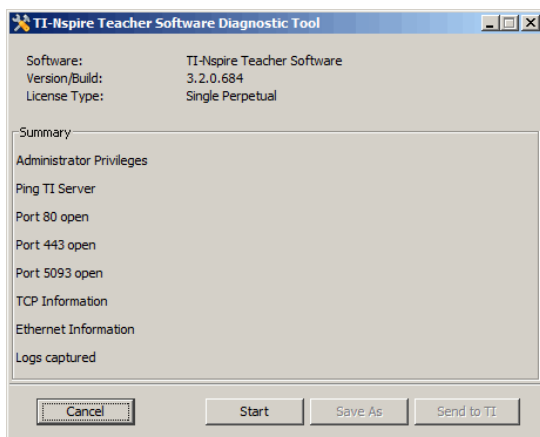 TI-Nspire Teacher Software Diagnostic Tool
Software: TI-Nspire Teacher Software
Version/Build: 3.2.0.684
License Type: Single Perpetual
Summary
Administrator Privileges
Ping TI Server
Port 80 open
Port 443 open
Port 5093 open
TCP Information
Ethernet Information
Logs captured
Cancel Start Save As Send to TI